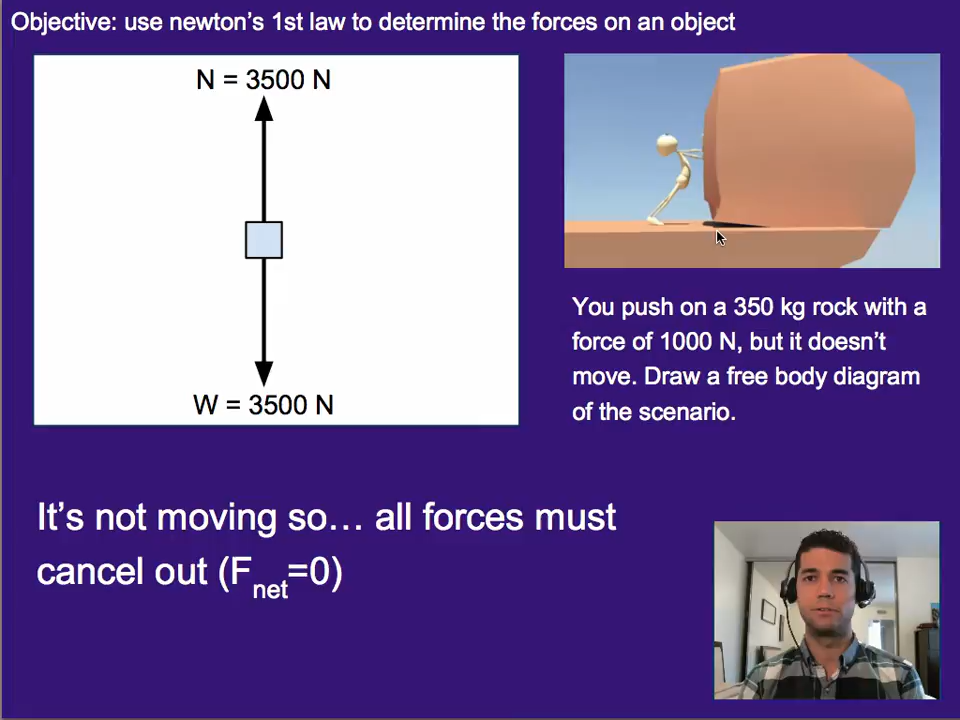 Objective: use newton’s 1st law to determine the forces on an object
N = 3500 N
W = 3500 N
You push on a 350 kg rock with a
force of 1000 N, but it doesn’t
move. Draw a free body diagram
of the scenario.
It’s not moving so… all forces must
cancel out (Fnet=0)